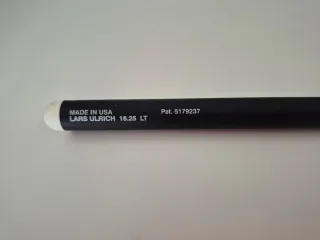 MADE IN USA
LARS ULRICH 16.25 LT
Pat. 5179237